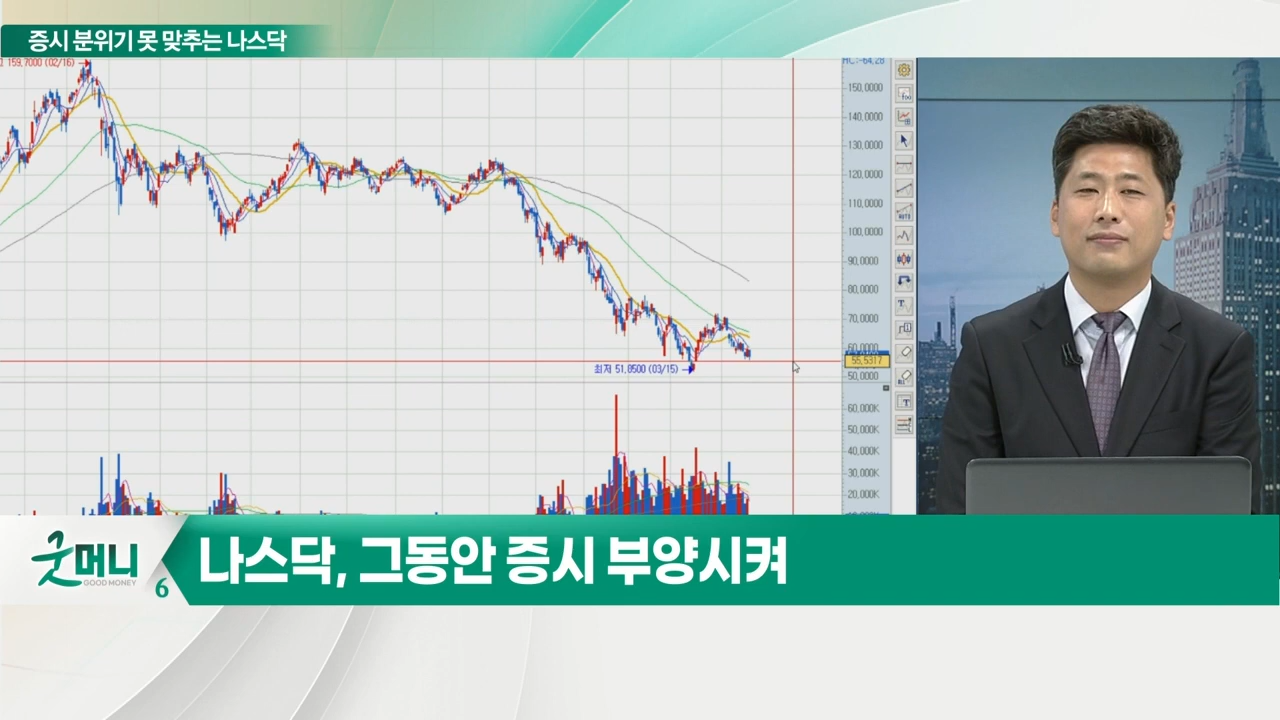 증시 분위기 못 맞추는 나스닥
159,7000 (02/16)
HC:-64,28
150,0000
140,0000
130,0000
120,0000
110,0000
100,0000
90,0000
80,0000
70,0000
60,0000
55,5317
50,0000
최저 51,0500 (03/15)
60,000K
50,000K
40,000K
30,000K
20,000K
나스닥, 그동안 증시 부양시켜
굿머니
GOOD MONEY
6